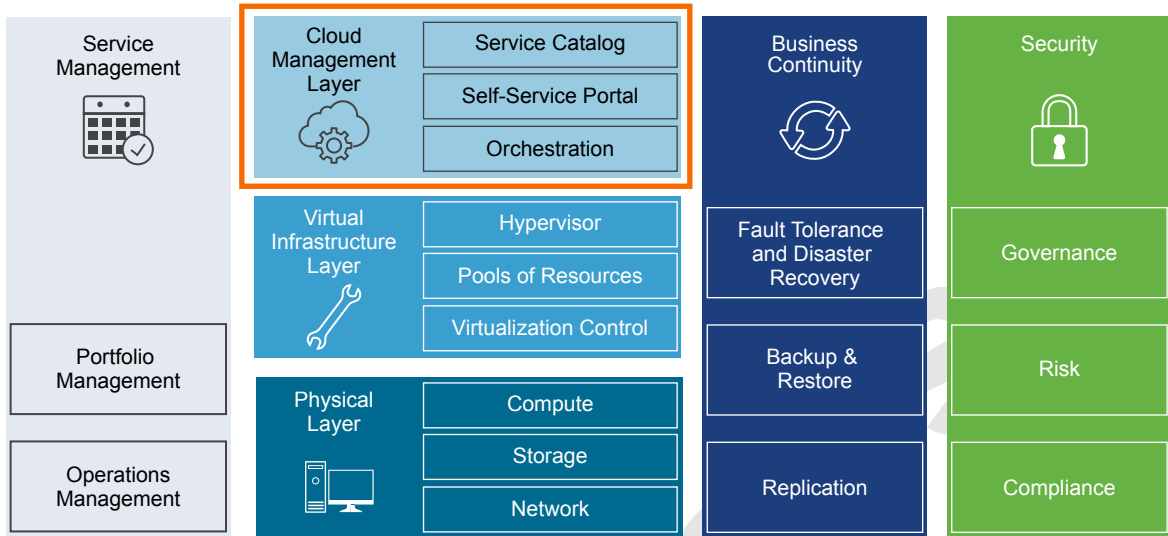 Service
Management
Portfolio
Management
Operations
Management
Cloud
Management
Layer
Service Catalog
Self-Service Portal
Orchestration
Virtual
Infrastructure
Layer
Hypervisor
Pools of Resources
Virtualization Control
Physical
Layer
Compute
Storage
Network
Business
Continuity
Fault Tolerance
and Disaster
Recovery
Backup &
Restore
Replication
Security
Governance
Risk
Compliance